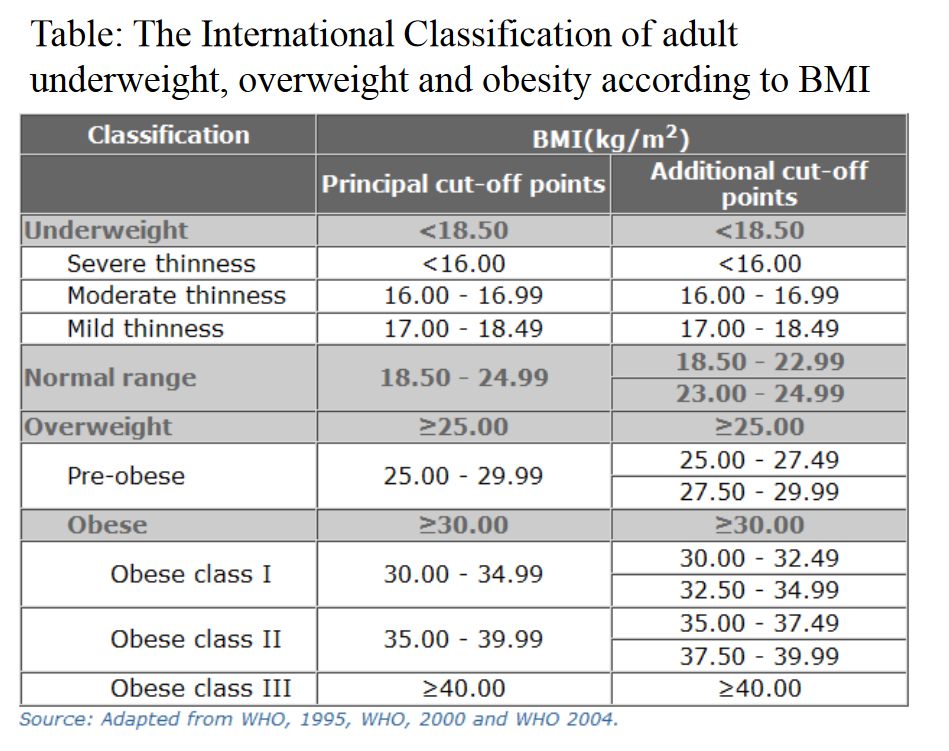 Table: The International Classification of adult
underweight, overweight and obesity according to BMI
Classification BMI(kg/m²)
Principal cut-off points Additional cut-off points
Underweight <18.50 <18.50
Severe thinness <16.00 <16.00
Moderate thinness 16.00 - 16.99 16.00 - 16.99
Mild thinness 17.00 - 18.49 17.00 - 18.49
Normal range 18.50 - 24.99 18.50 - 22.99
23.00 - 24.99
Overweight ≥25.00 ≥25.00
Pre-obese 25.00 - 29.99 25.00 - 27.49
27.50 - 29.99
Obese ≥30.00 ≥30.00
Obese class I 30.00 - 34.99 30.00 - 32.49
32.50 - 34.99
Obese class II 35.00 - 39.99 35.00 - 37.49
37.50 - 39.99
Obese class III ≥40.00 ≥40.00
Source: Adapted from WHO, 1995, WHO, 2000 and WHO 2004.